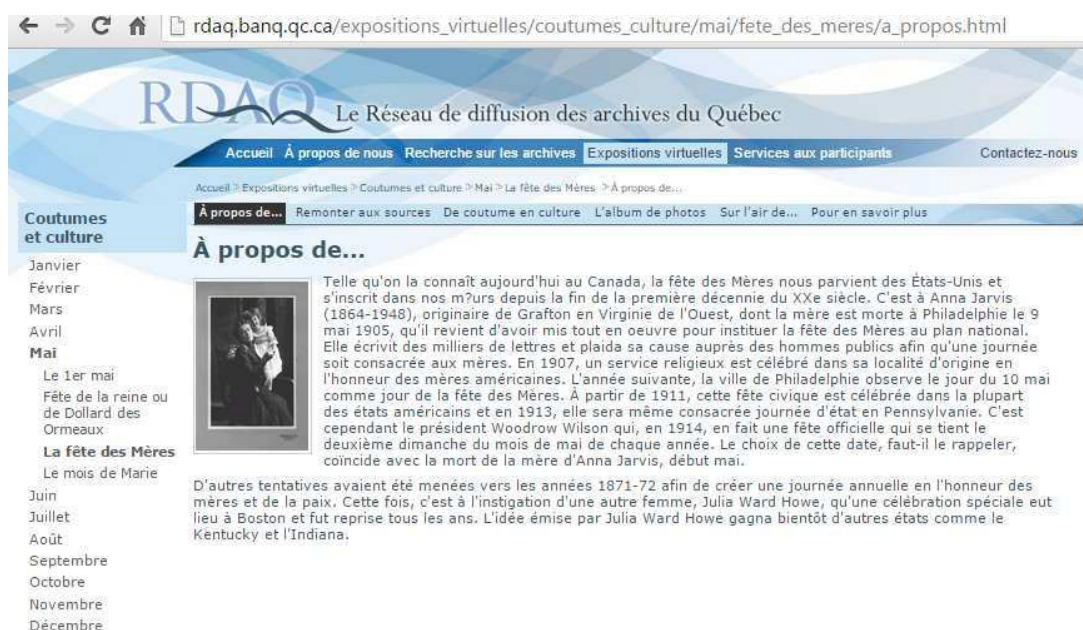 rdaq.banq.qc.ca/expositions_virtuelles/coutumes_culture/mai/fete_des_meres/a_propos.html
RDAQ Le Réseau de diffusion des archives du Québec
Accueil À propos de nous Recherche sur les archives Expositions virtuelles Services aux participants Contactez-nous
Accueil > Expositions virtuelles > Coutumes et culture > Mai > La fête des Mères > À propos de...
À propos de... Remonter aux sources De coutume en culture L'album de photos Sur l'air de... Pour en savoir plus
Coutumes
et culture
Janvier
Février
Mars
Avril
Mai
Le 1er mai
Fête de la reine ou
de Dollard des
Ormeaux
La fête des Mères
Le mois de Marie
Juin
Juillet
Août
Septembre
Octobre
Novembre
Décembre
À propos de...
Telle qu'on la connaît aujourd'hui au Canada, la fête des Mères nous parvient des États-Unis et
s'inscrit dans nos m?urs depuis la fin de la première décennie du XXe siècle. C'est à Anna Jarvis
(1864-1948), originaire de Grafton en Virginie de l'Ouest, dont la mère est morte à Philadelphie le 9
mai 1905, qu'il revient d'avoir mis tout en oeuvre pour instituer la fête des Mères au plan national.
Elle écrivit des milliers de lettres et plaida sa cause auprès des hommes publics afin qu'une journée
soit consacrée aux mères. En 1907, un service religieux est célébré dans sa localité d'origine en
l'honneur des mères américaines. L'année suivante, la ville de Philadelphie observe le jour du 10 mai
comme jour de la fête des Mères. À partir de 1911, cette fête civique est célébrée dans la plupart
des états américains et en 1913, elle sera même consacrée journée d'état en Pennsylvanie. C'est
cependant le président Woodrow Wilson qui, en 1914, en fait une fête officielle qui se tient le
deuxième dimanche du mois de mai de chaque année. Le choix de cette date, faut-il le rappeler,
coïncide avec la mort de la mère d'Anna Jarvis, début mai.
D'autres tentatives avaient été menées vers les années 1871-72 afin de créer une journée annuelle en l'honneur des
mères et de la paix. Cette fois, c'est à l'instigation d'une autre femme, Julia Ward Howe, qu'une célébration spéciale eut
lieu à Boston et fut reprise tous les ans. L'idée émise par Julia Ward Howe gagna bientôt d'autres états comme le
Kentucky et l'Indiana.